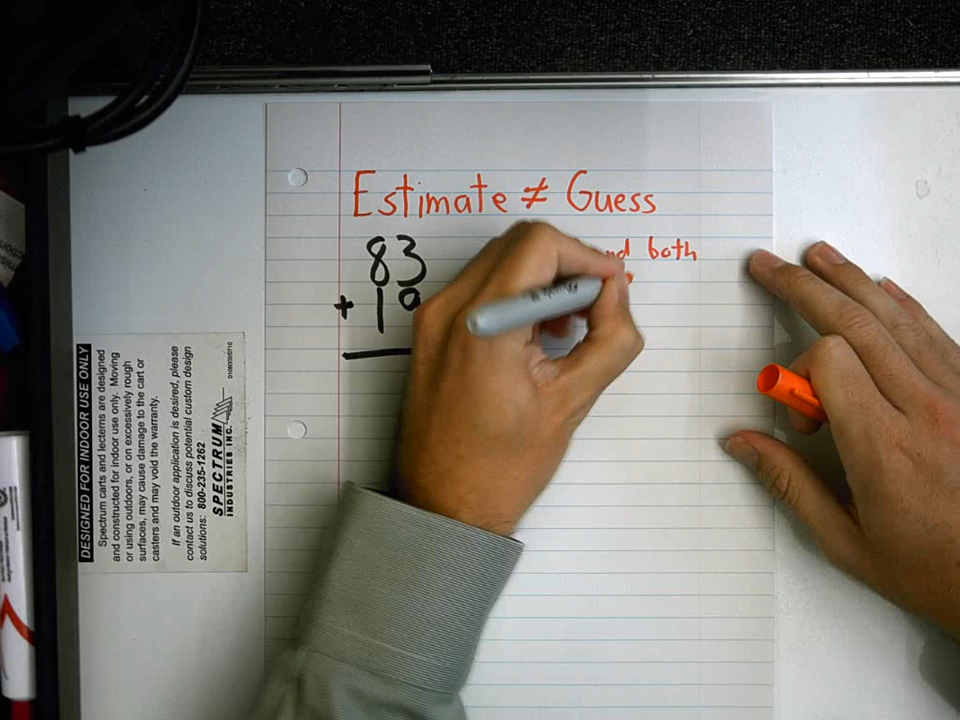 Estimate ≠ Guess
83
both
+ 1
DESIGNED FOR INDOOR USE ONLY
Spectrum carts and lecterns are designed
and constructed for indoor use only. Moving
or using outdoors, or on excessively rough
surfaces, may cause damage to the cart or
casters and may void the warranty.
If an outdoor application is desired, please
contact us to discuss potential custom design
solutions: 800-235-1262
SPECTRUM
INDUSTRIES INC.